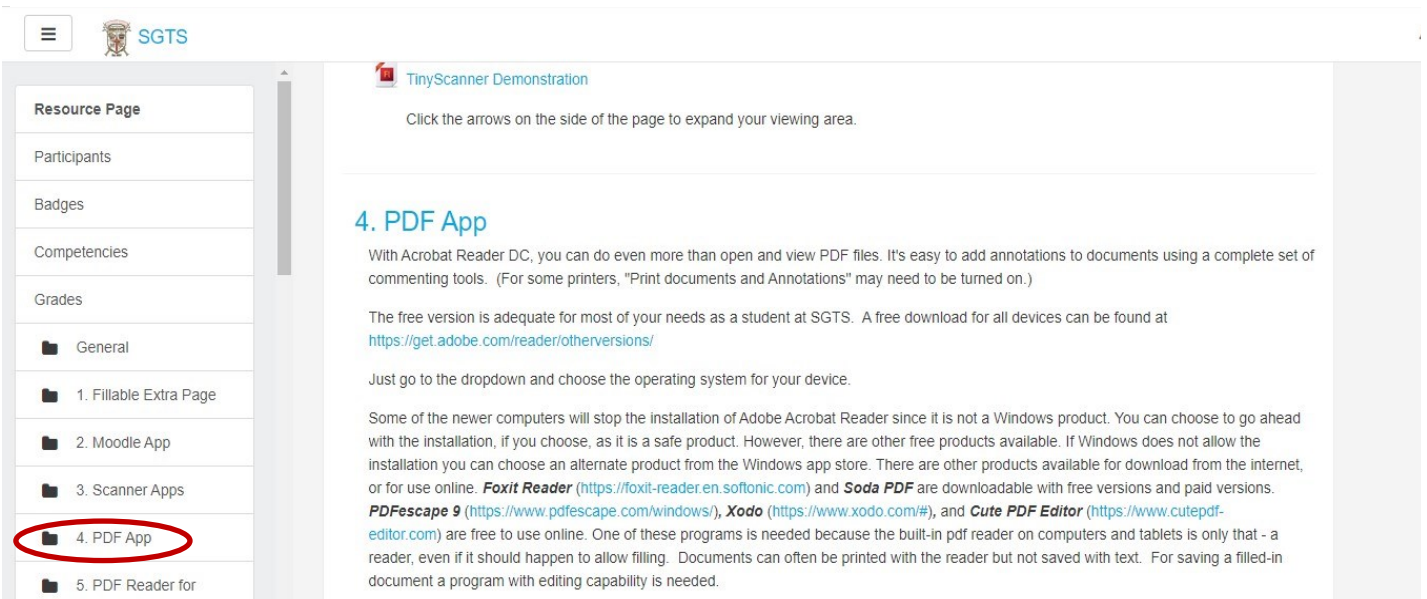 SGTS
Resource Page
Participants
Badges
Competencies
Grades
General
1. Fillable Extra Page
2. Moodle App
3. Scanner Apps
4. PDF App
5. PDF Reader for
TinyScanner Demonstration
Click the arrows on the side of the page to expand your viewing area.
4. PDF App
With Acrobat Reader DC, you can do even more than open and view PDF files. It's easy to add annotations to documents using a complete set of
commenting tools.  (For some printers, "Print documents and Annotations" may need to be turned on.)
The free version is adequate for most of your needs as a student at SGTS.  A free download for all devices can be found at
https://get.adobe.com/reader/otherversions/
Just go to the dropdown and choose the operating system for your device.
Some of the newer computers will stop the installation of Adobe Acrobat Reader since it is not a Windows product. You can choose to go ahead
with the installation, if you choose, as it is a safe product. However, there are other free products available. If Windows does not allow the
installation you can choose an alternate product from the Windows app store. There are other products available for download from the internet,
or for use online. Foxit Reader (https://foxit-reader.en.softonic.com) and Soda PDF are downloadable with free versions and paid versions.
PDFescape 9 (https://www.pdfescape.com/windows/), Xodo (https://www.xodo.com/#), and Cute PDF Editor (https://www.cutepdf-
editor.com) are free to use online. One of these programs is needed because the built-in pdf reader on computers and tablets is only that - a
reader, even if it should happen to allow filling.  Documents can often be printed with the reader but not saved with text.  For saving a filled-in
document a program with editing capability is needed.